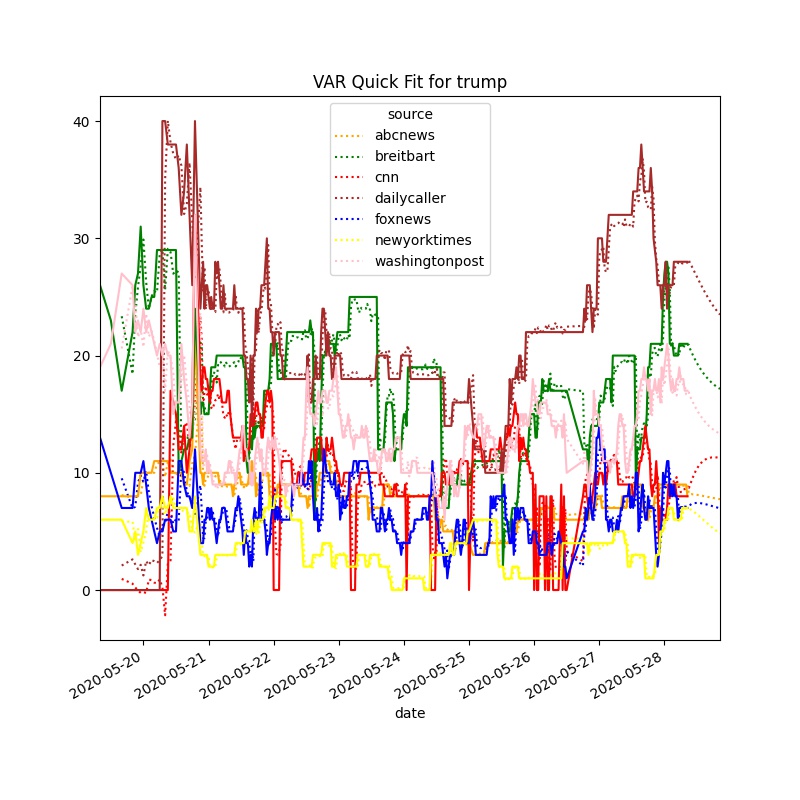 VAR Quick Fit for trump
source
abcnews
breitbart
cnn
dailycaller
foxnews
newyorktimes
washingtonpost
40
30
20
10
0
2020-05-20
2020-05-21
2020-05-22
2020-05-23
2020-05-24
2020-05-25
2020-05-26
2020-05-27
2020-05-28
date